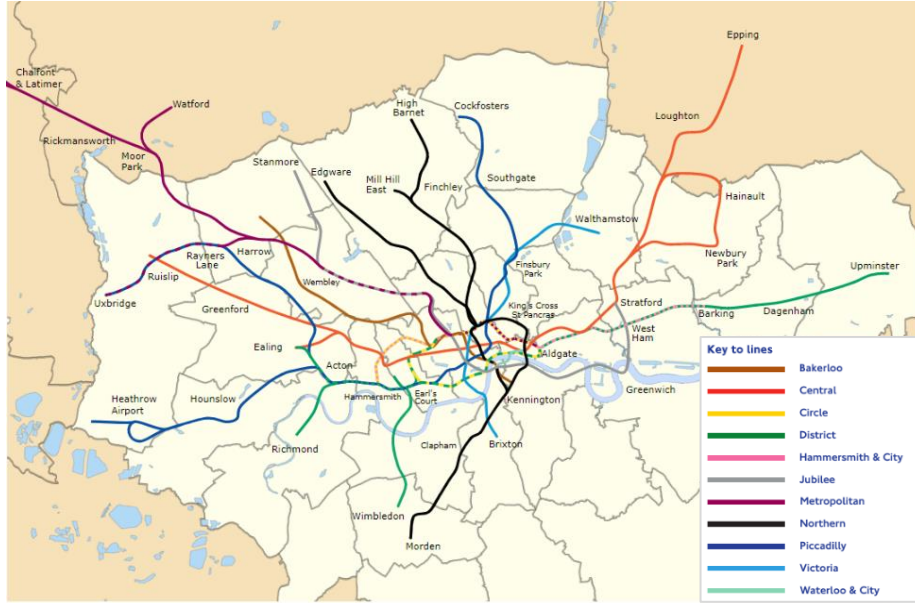 Epping
Chalfont
& Latimer
Watford
High
Barnet
Cockfosters
Loughton
Rickmansworth
Moor
Park
Stanmore
Edgware
Mill Hill
East
Finchley
Southgate
Hainault
Walthamstow
Rayners
Lane
Harrow
Newbury
Park
Finsbury
Park
Upminster
Ruislip
Wembley
Uxbridge
Greenford
King's Cross
St Pancras
Stratford
West
Ham
Barking
Dagenham
Ealing
Aldgate
Acton
Hammersmith
Earl's
Court
Kennington
Greenwich
Heathrow
Airport
Hounslow
Richmond
Clapham
Brixton
Wimbledon
Morden
Key to lines
Bakerloo
Central
Circle
District
Hammersmith & City
Jubilee
Metropolitan
Northern
Piccadilly
Victoria
Waterloo & City